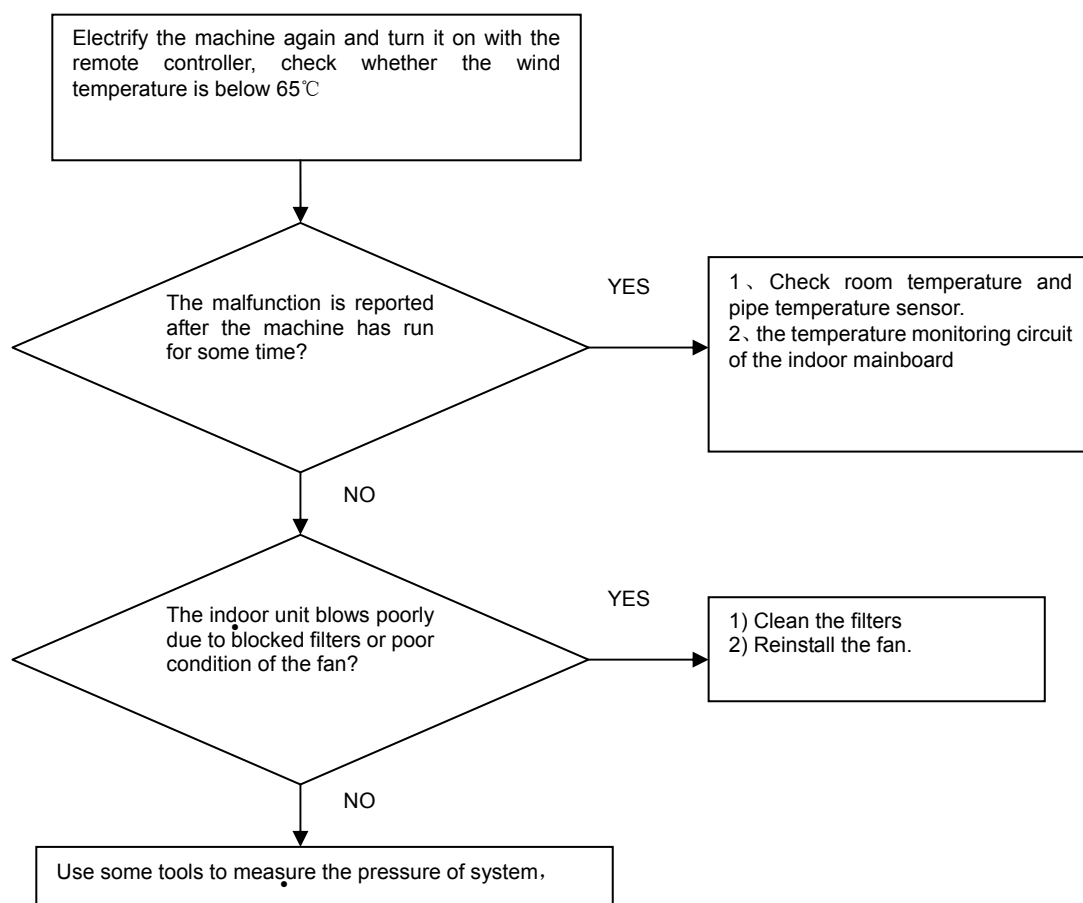 Electrify the machine again and turn it on with the
remote controller, check whether the wind
temperature is below 65℃
The malfunction is reported
after the machine has run
for some time?
YES
1、Check room temperature and
pipe temperature sensor.
2、the temperature monitoring circuit
of the indoor mainboard
NO
The indoor unit blows poorly
due to blocked filters or poor
condition of the fan?
YES
1) Clean the filters
2) Reinstall the fan.
NO
Use some tools to measure the pressure of system，